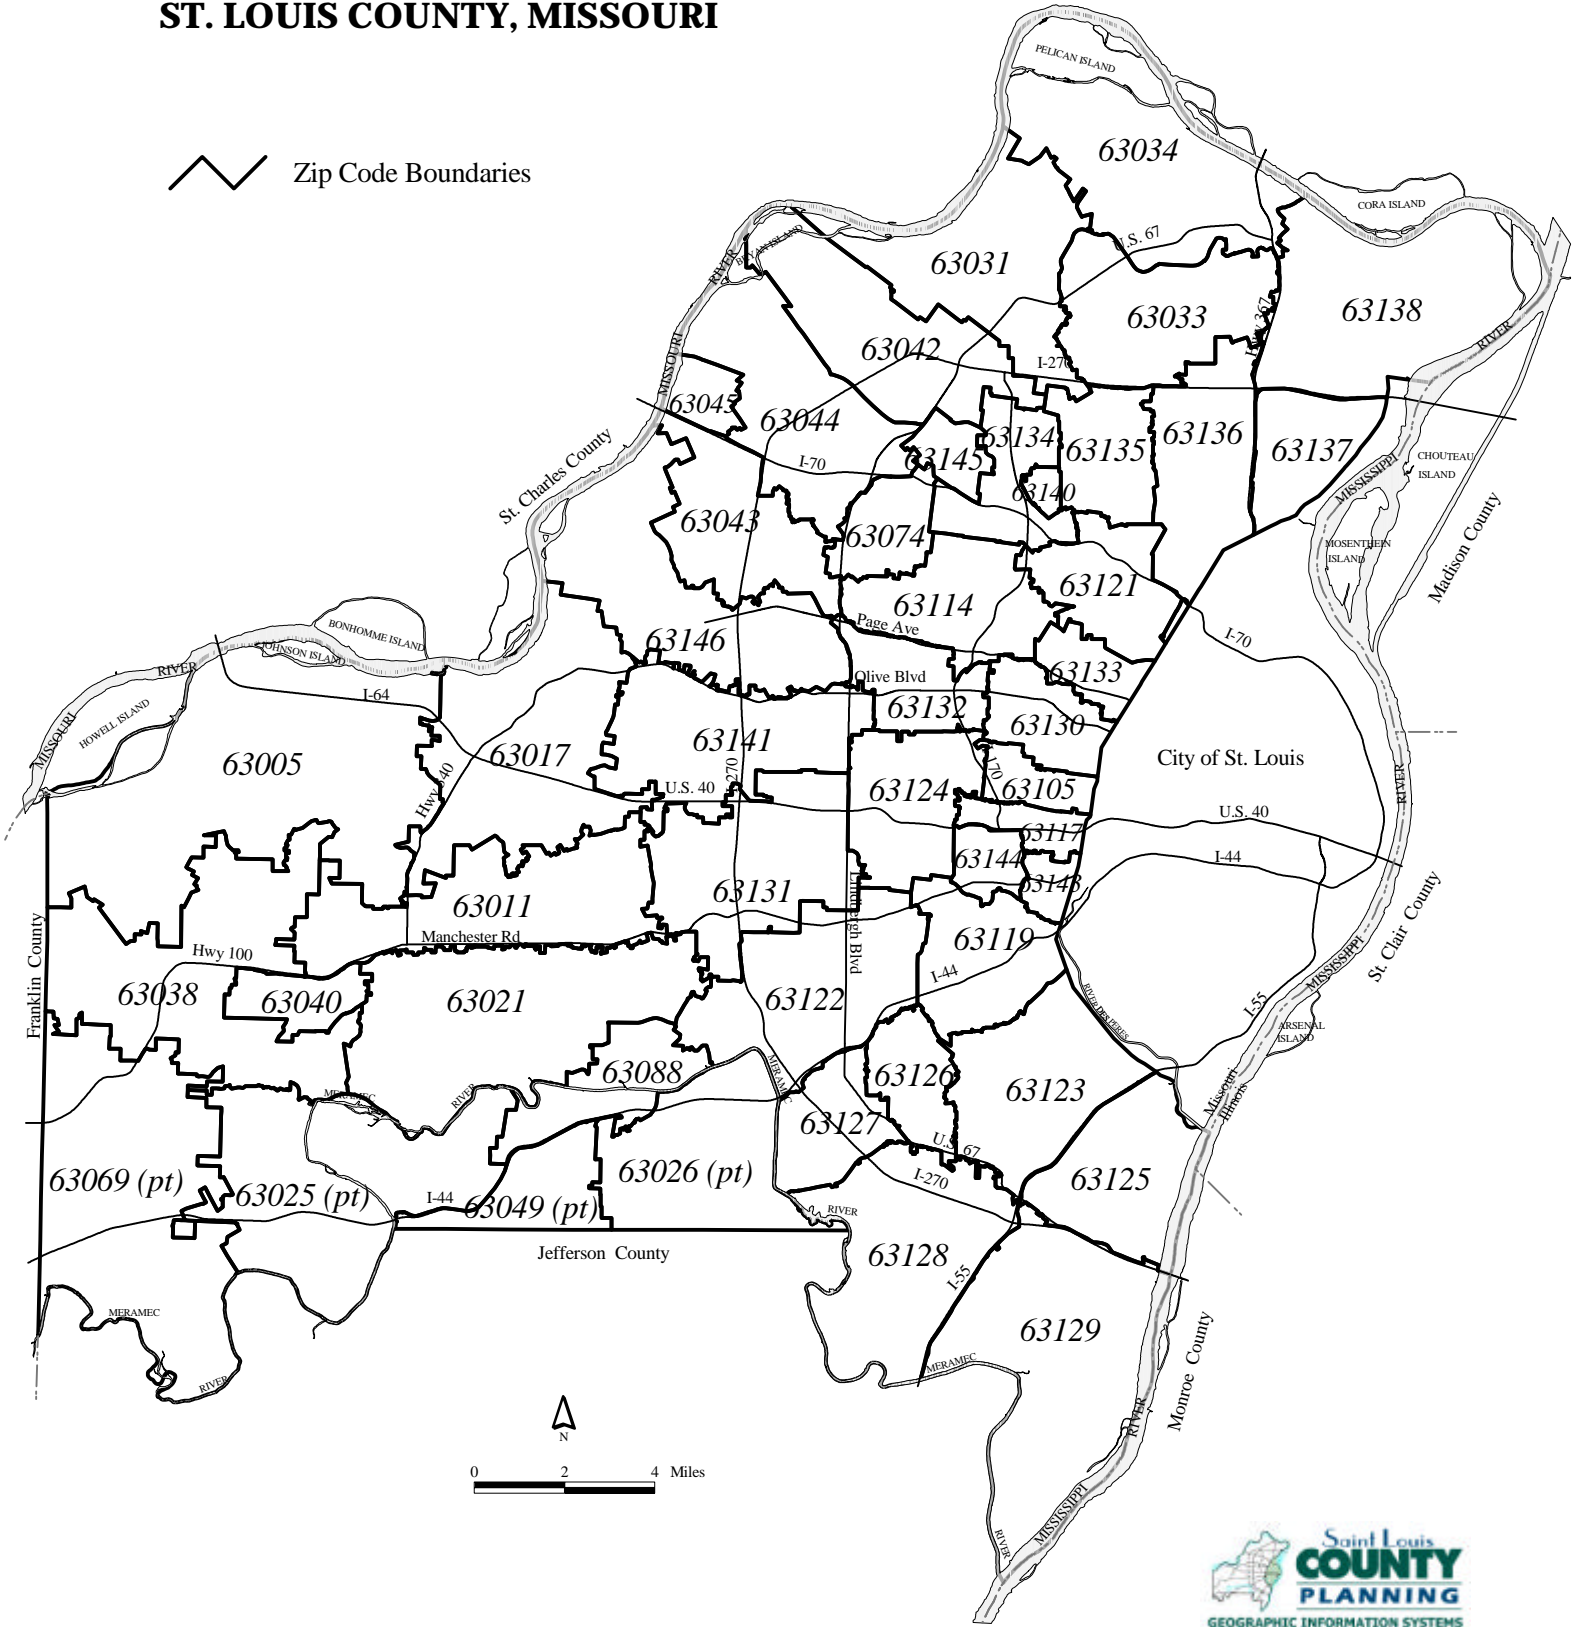 ST. LOUIS COUNTY, MISSOURI
Zip Code Boundaries
PELICAN ISLAND
63034
CORA ISLAND
U.S. 67
BRYAN ISLAND
RIVER
63031
63033
63138
Hwy 367
RIVER
63042
I-270
MISSOURI
63045
63044
63134
63135
63136
63137
63145
63140
I-70
CHOUTEAU
ISLAND
MISSISSIPPI
St. Charles County
63043
63074
MOSENTHEIN
ISLAND
Madison County
63121
63114
Page Ave
I-70
BONHOMME ISLAND
JOHNSON ISLAND
RIVER
63146
63133
Olive Blvd
I-64
63132
63130
HOWELL ISLAND
MISSOURI
63005
63017
63141
I-270
170
City of St. Louis
Hwy 340
U.S. 40
63124
63105
RIVER
U.S. 40
63117
63144
I-44
63143
63011
63131
Lindbergh Blvd
Manchester Rd
63119
St. Clair County
Franklin County
Hwy 100
63038
63040
63021
63122
I-44
MISSISSIPPI
RIVER DES PERES
I-55
ARSENAL
ISLAND
63088
63126
63123
MERAMEC
RIVER
MERAMEC
Missouri
Illinois
63127
U.S. 67
63069 (pt)
63025 (pt)
I-44
63049 (pt)
63026 (pt)
I-270
63125
RIVER
Jefferson County
63128
I-55
MERAMEC
RIVER
63129
MERAMEC
Monroe County
RIVER
N
0 2 4 Miles
MISSISSIPPI
RIVER
Saint Louis
COUNTY
PLANNING
GEOGRAPHIC INFORMATION SYSTEMS